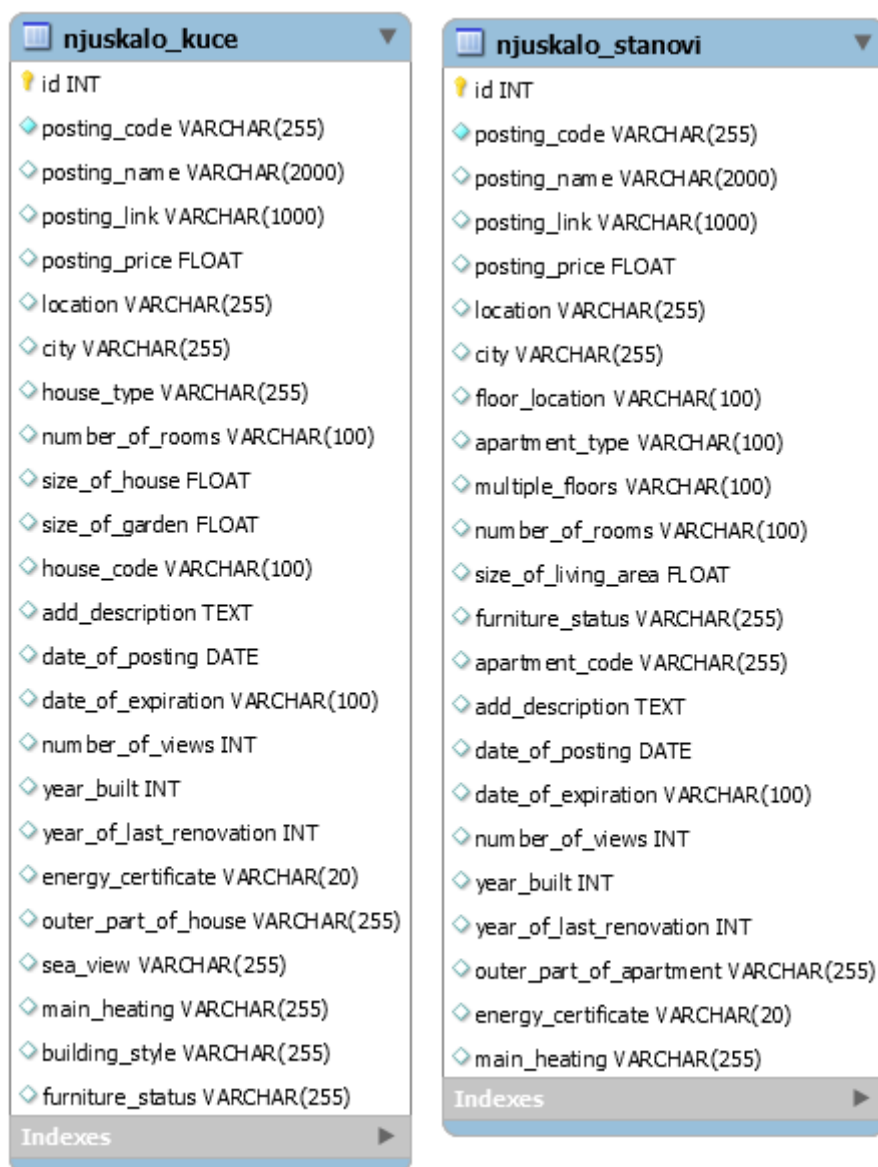 njuskalo_kuce
id INT
posting_code VARCHAR(255)
posting_name VARCHAR(2000)
posting_link VARCHAR(1000)
posting_price FLOAT
location VARCHAR(255)
city VARCHAR(255)
house_type VARCHAR(255)
number_of_rooms VARCHAR(100)
size_of_house FLOAT
size_of_garden FLOAT
house_code VARCHAR(100)
add_description TEXT
date_of_posting DATE
date_of_expiration VARCHAR(100)
number_of_views INT
year_built INT
year_of_last_renovation INT
energy_certificate VARCHAR(20)
outer_part_of_house VARCHAR(255)
sea_view VARCHAR(255)
main_heating VARCHAR(255)
building_style VARCHAR(255)
furniture_status VARCHAR(255)
Indexes
njuskalo_stanovi
id INT
posting_code VARCHAR(255)
posting_name VARCHAR(2000)
posting_link VARCHAR(1000)
posting_price FLOAT
location VARCHAR(255)
city VARCHAR(255)
floor_location VARCHAR(100)
apartment_type VARCHAR(100)
multiple_floors VARCHAR(100)
number_of_rooms VARCHAR(100)
size_of_living_area FLOAT
furniture_status VARCHAR(255)
apartment_code VARCHAR(255)
add_description TEXT
date_of_posting DATE
date_of_expiration VARCHAR(100)
number_of_views INT
year_built INT
year_of_last_renovation INT
outer_part_of_apartment VARCHAR(255)
energy_certificate VARCHAR(20)
main_heating VARCHAR(255)
Indexes